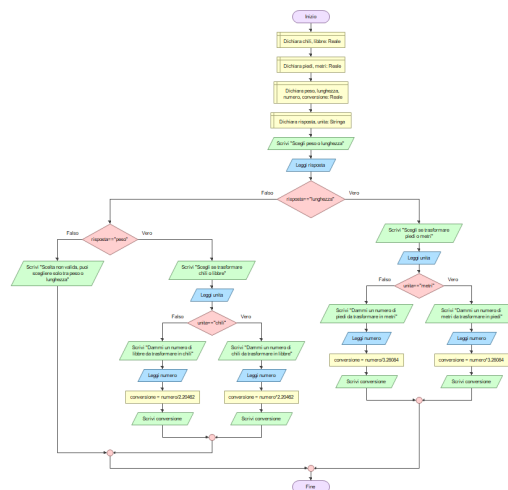 Inizio
Dichiara chili, libbre: Reale
Dichiara piedi, metri: Reale
Dichiara peso, lunghezza,
numero, conversione: Reale
Dichiara risposta, unita: Stringa
Scrivi "Scegli peso o lunghezza"
Leggi risposta
Falso
risposta=="lunghezza"
Vero
Falso
risposta=="peso"
Vero
Scrivi "Scegli se trasformare
piedi o metri"
Leggi unita
Scrivi "Scelta non valida, puoi
scegliere solo tra peso e
lunghezza"
Scrivi "Scegli se trasformare
chili o libbre"
Leggi unita
Falso
unita=="metri"
Vero
Scrivi "Dammi un numero di
piedi da trasformare in metri"
Scrivi "Dammi un numero di
metri da trasformare in piedi"
Falso
unita=="chili"
Vero
Leggi numero
Leggi numero
Scrivi "Dammi un numero di
libbre da trasformare in chili"
Scrivi "Dammi un numero di
chili da trasformare in libbre"
conversione = numero/3.28084
conversione = numero*3.28084
Leggi numero
Leggi numero
Scrivi conversione
Scrivi conversione
conversione = numero/2.20462
conversione = numero*2.20462
Scrivi conversione
Scrivi conversione
Fine